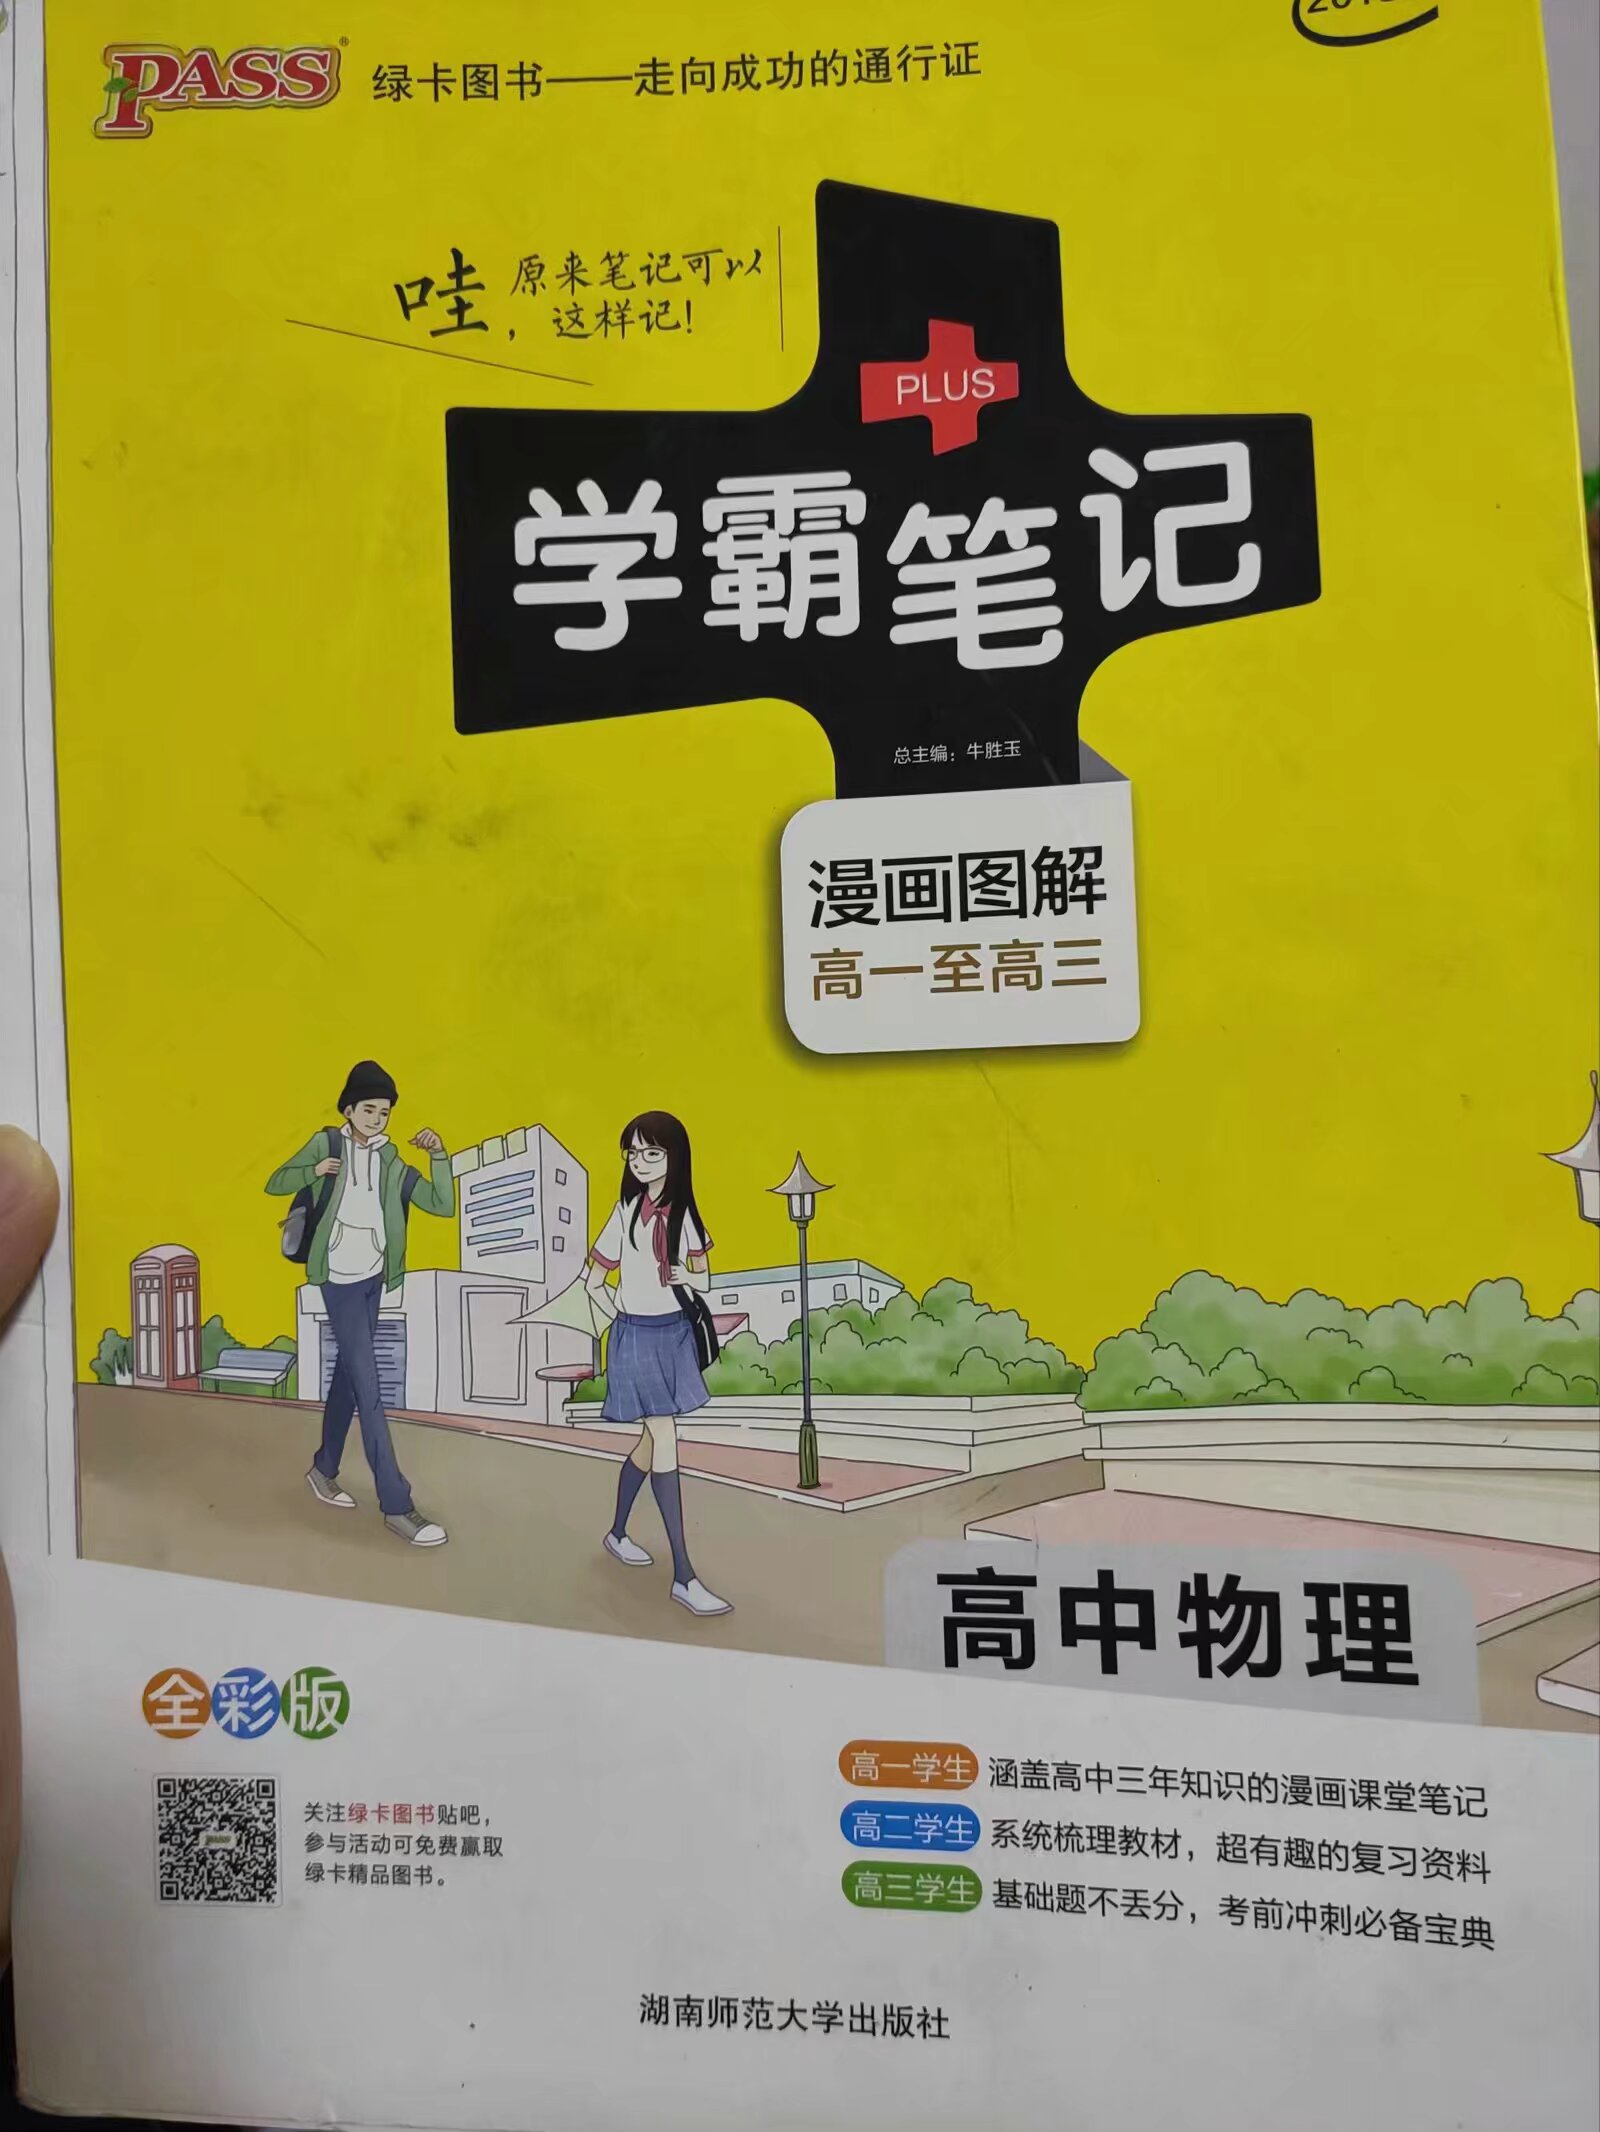 PASS
绿卡图书——走向成功的通行证
哇,原来笔记可以
这样记!
PLUS
学霸笔记
总主编:牛胜玉
漫画图解
高一至高三
高中物理
全彩版
关注绿卡图书贴吧,
参与活动可免费赢取
绿卡精品图书。
高一学生 涵盖高中三年知识的漫画课堂笔记
高二学生 系统梳理教材,超有趣的复习资料
高三学生 基础题不丢分,考前冲刺必备宝典
湖南师范大学出版社